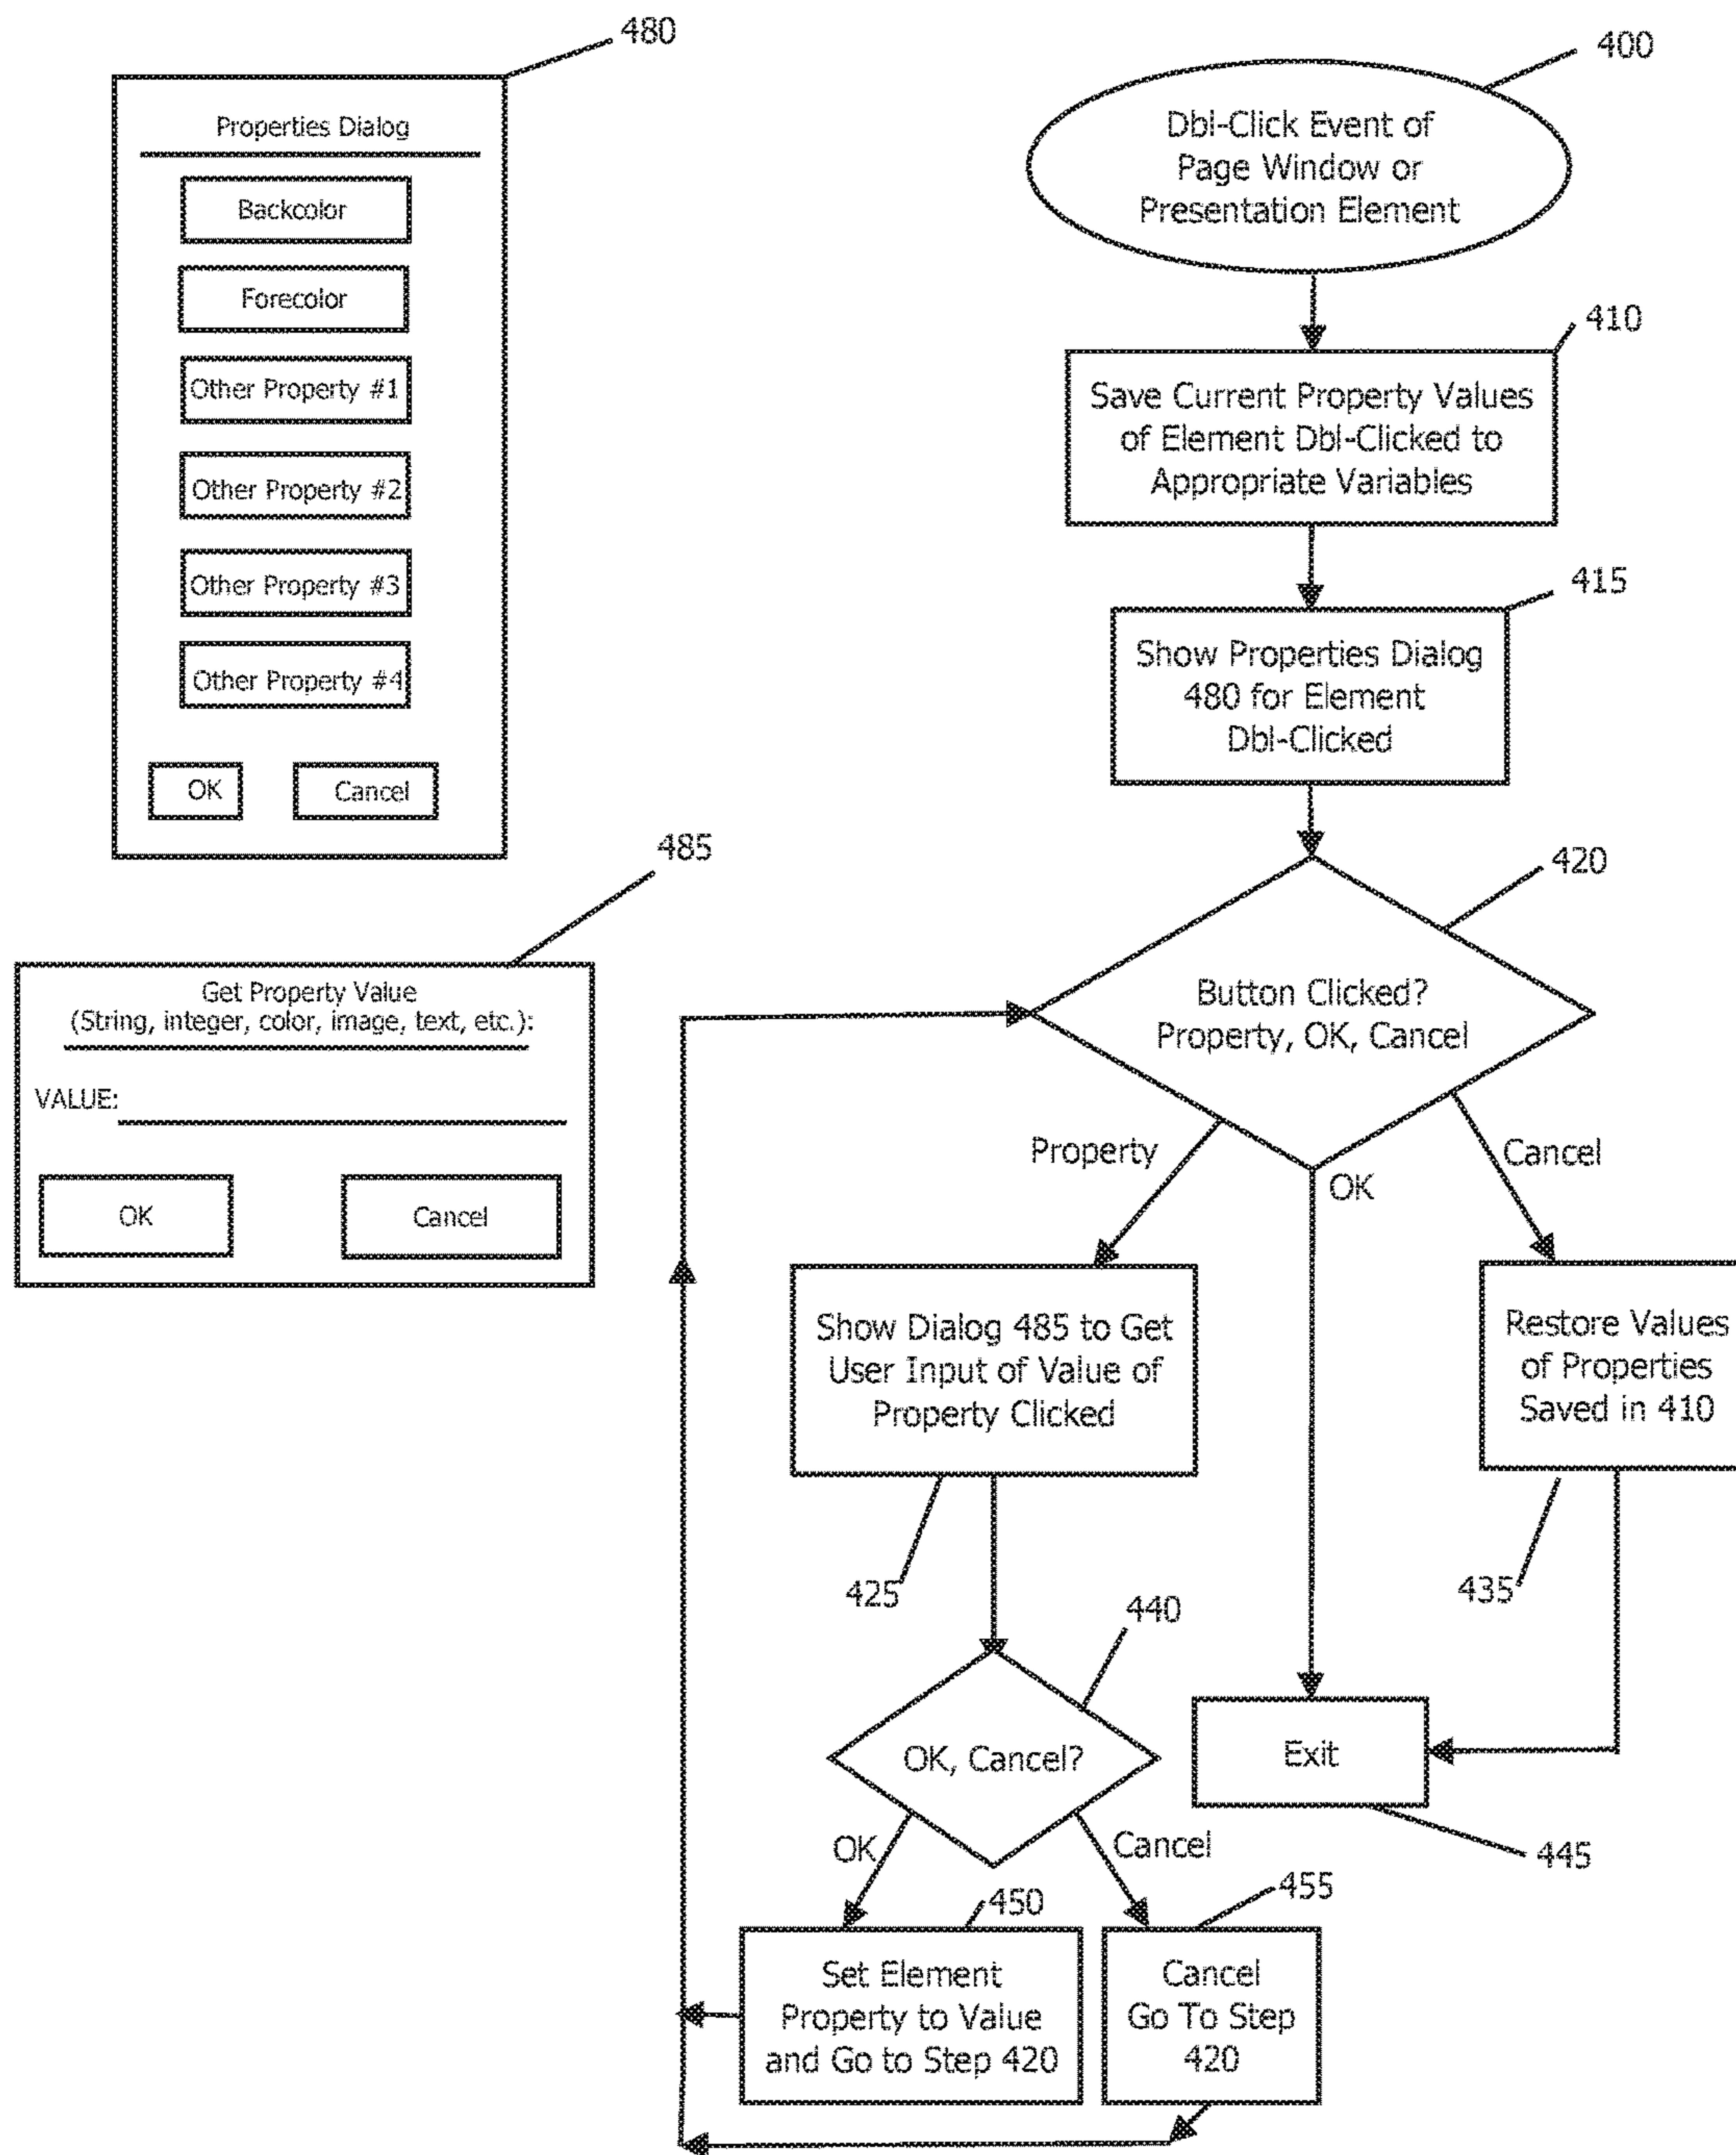 480
Properties Dialog
Backcolor
Forecolor
Other Property #1
Other Property #2
Other Property #3
Other Property #4
OK
Cancel
485
Get Property Value
(String, integer, color, image, text, etc.):
VALUE:
OK
Cancel
400
Dbl-Click Event of
Page Window or
Presentation Element
410
Save Current Property Values
of Element Dbl-Clicked to
Appropriate Variables
415
Show Properties Dialog
480 for Element
Dbl-Clicked
420
Button Clicked?
Property, OK, Cancel
Property
OK
Cancel
Show Dialog 485 to Get
User Input of Value of
Property Clicked
425
Restore Values
of Properties
Saved in 410
435
440
OK, Cancel?
OK
Cancel
Exit
445
450
Set Element
Property to Value
and Go to Step 420
455
Cancel
Go To Step
420